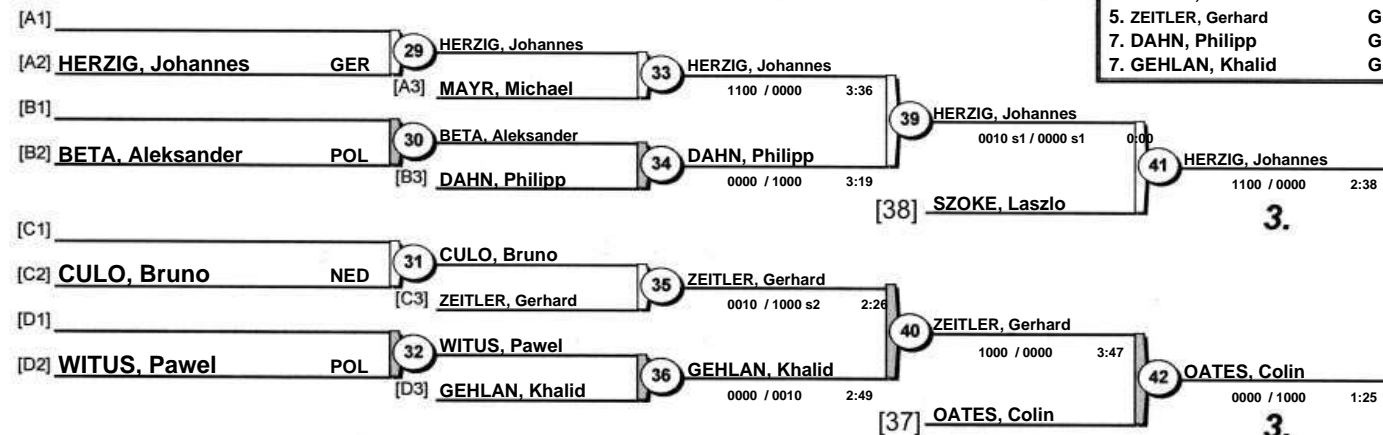 5. ZEITLER, Gerhard G
7. DAHN, Philipp G
7. GEHLAN, Khalid G
[A1]
[A2] HERZIG, Johannes GER
29 HERZIG, Johannes
[A3] MAYR, Michael
33 HERZIG, Johannes
1100 / 0000 3:36
[B1]
[B2] BETA, Aleksander POL
30 BETA, Aleksander
[B3] DAHN, Philipp
34 DAHN, Philipp
0000 / 1000 3:19
39 HERZIG, Johannes
0010 s1 / 0000 s1 0:00
[38] SZOKE, Laszlo
41 HERZIG, Johannes
1100 / 0000 2:38
3.
[C1]
[C2] CULO, Bruno NED
31 CULO, Bruno
[C3] ZEITLER, Gerhard
35 ZEITLER, Gerhard
0010 / 1000 s2 2:26
[D1]
[D2] WITUS, Pawel POL
32 WITUS, Pawel
[D3] GEHLAN, Khalid
36 GEHLAN, Khalid
0000 / 0010 2:49
40 ZEITLER, Gerhard
1000 / 0000 3:47
[37] OATES, Colin
42 OATES, Colin
0000 / 1000 1:25
3.